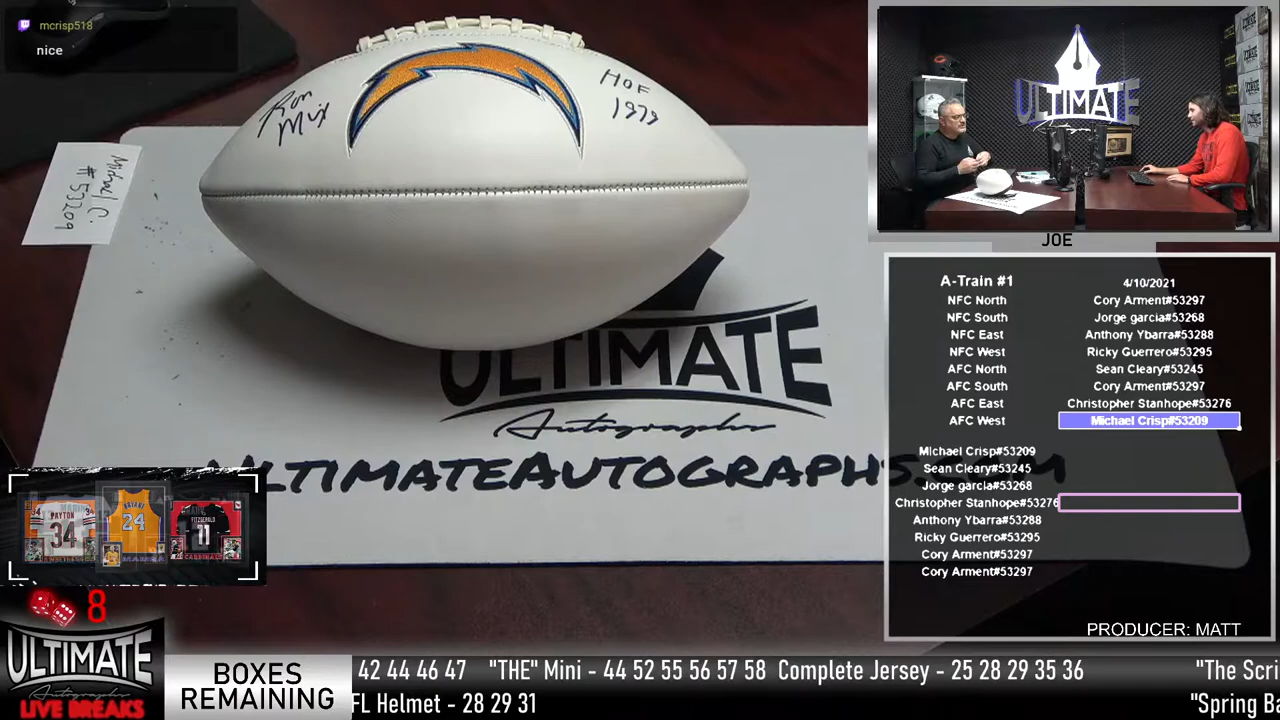 mcrisp518
nice
Ron
Mix
HOF
1979
Michael C.
#53209
ULTIMATE
Autographs
ULTIMATEAUTOGRAPHS.COM
ULTIMATE
JOE
A-Train #1 4/10/2021
NFC North Cory Arment#53297
NFC South Jorge garcia#53268
NFC East Anthony Ybarra#53288
NFC West Ricky Guerrero#53295
AFC North Sean Cleary#53245
AFC South Cory Arment#53297
AFC East Christopher Stanhope#53276
AFC West Michael Crisp#53209
Michael Crisp#53209
Sean Cleary#53245
Jorge garcia#53268
Christopher Stanhope#53276
Anthony Ybarra#53288
Ricky Guerrero#53295
Cory Arment#53297
Cory Arment#53297
PRODUCER: MATT
PAYTON
34
BRYANT
24
FITZGERALD
11
CARDINALS
8
ULTIMATE
Autographs
LIVE BREAKS
BOXES
REMAINING
42 44 46 47 "THE" Mini - 44 52 55 56 57 58 Complete Jersey - 25 28 29 35 36 "The Scri
FL Helmet - 28 29 31 "Spring Ba